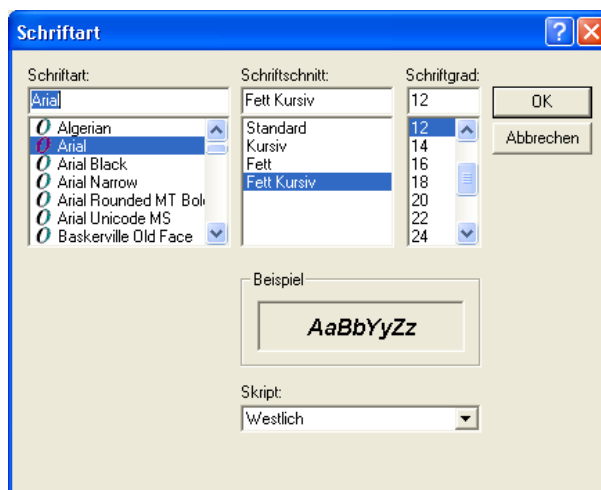 Schriftart
Schriftart:
Arial
Algerian
Arial
Arial Black
Arial Narrow
Arial Rounded MT Bol
Arial Unicode MS
Baskerville Old Face
Schriftschnitt:
Fett Kursiv
Standard
Kursiv
Fett
Fett Kursiv
Schriftgrad:
12
12
14
16
18
20
22
24
OK
Abbrechen
Beispiel
AaBbYyZz
Skript:
Westlich